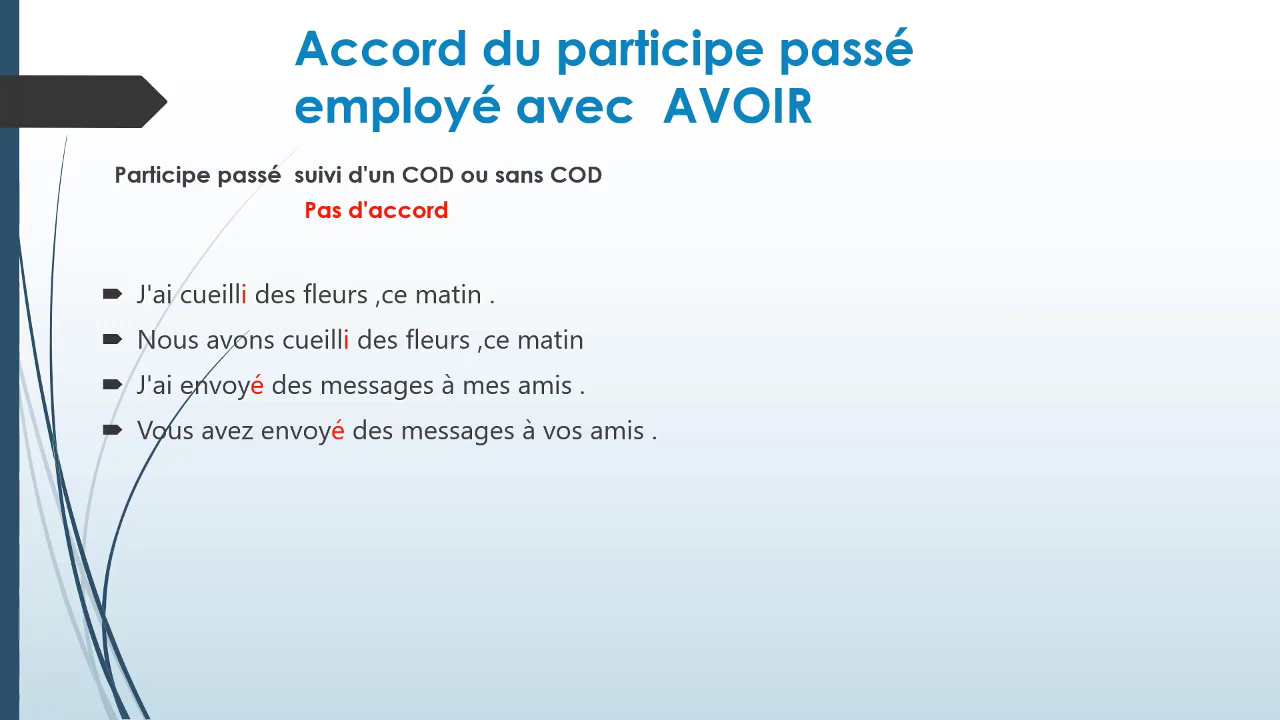 Accord du participe passé
employé avec AVOIR
Participe passé suivi d'un COD ou sans COD
Pas d'accord
J'ai cueilli des fleurs ,ce matin .
Nous avons cueilli des fleurs ,ce matin
J'ai envoyé des messages à mes amis .
Vous avez envoyé des messages à vos amis .